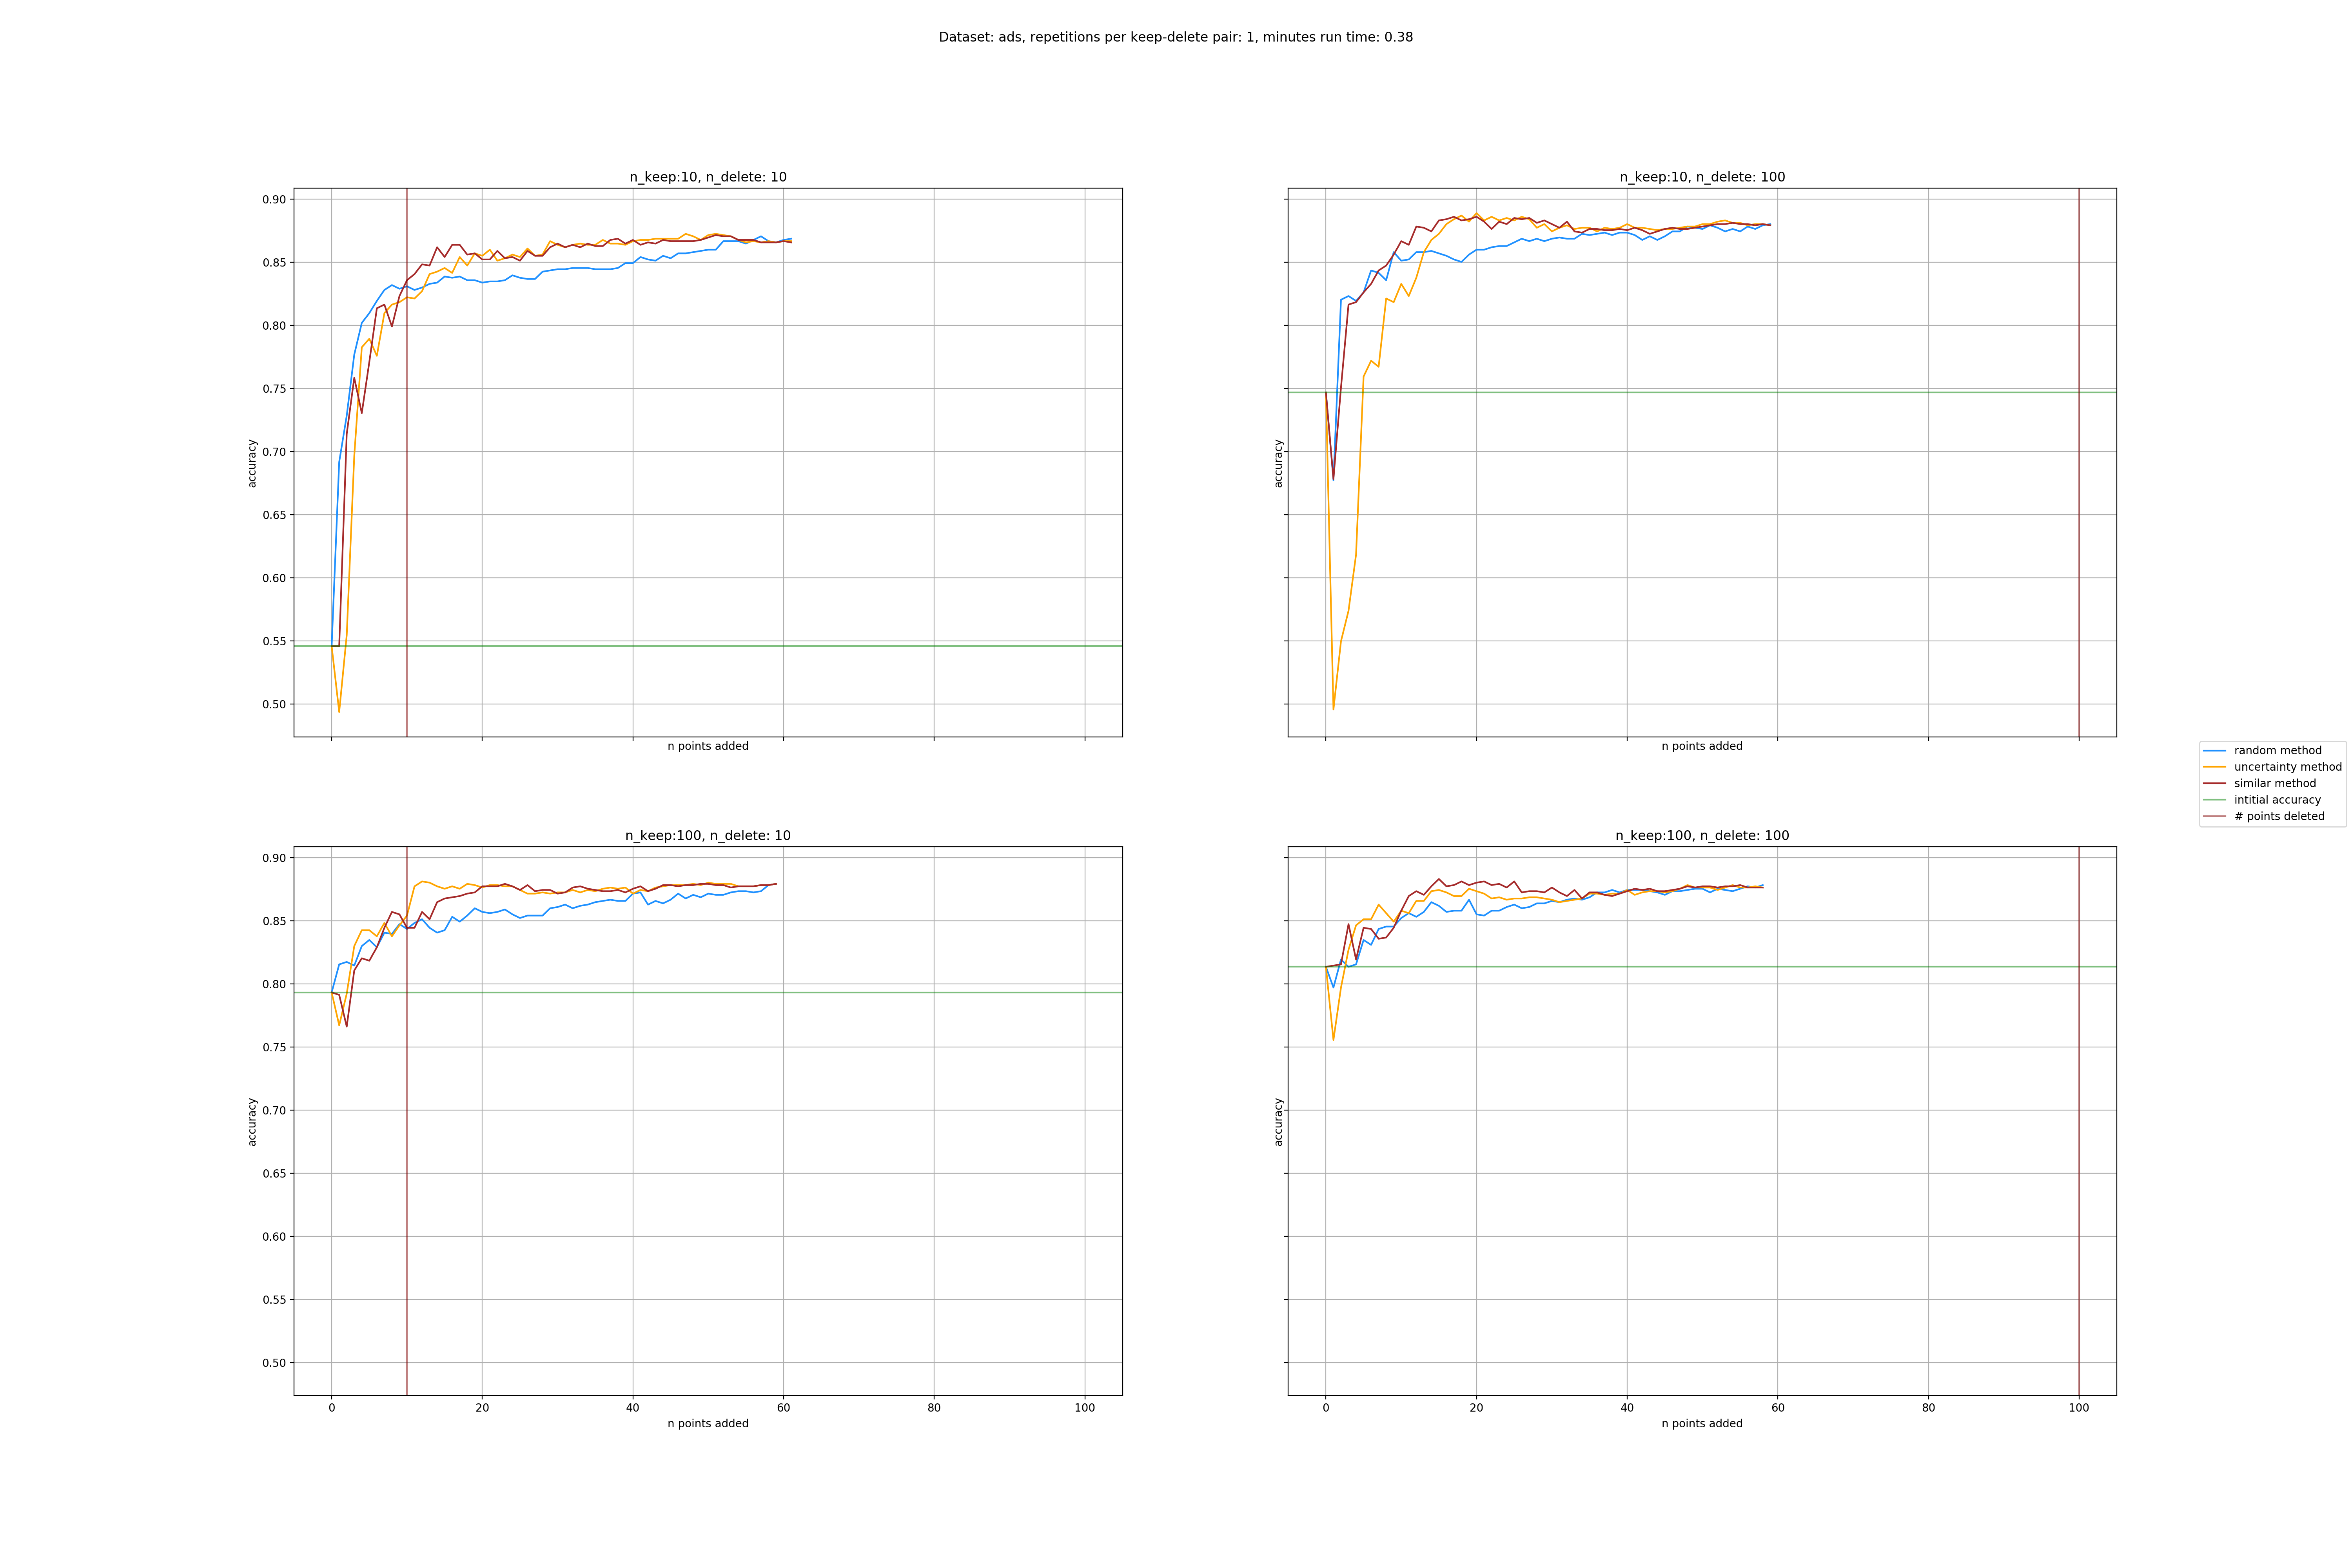 Dataset: ads, repetitions per keep-delete pair: 1, minutes run time: 0.38
n_keep:10, n_delete: 10
0.90
0.85
0.80
0.75
0.70
0.65
0.60
0.55
0.50
accuracy
n points added
n_keep:10, n_delete: 100
accuracy
n points added
random method
uncertainty method
similar method
intitial accuracy
# points deleted
n_keep:100, n_delete: 10
0.90
0.85
0.80
0.75
0.70
0.65
0.60
0.55
0.50
accuracy
0 20 40 60 80 100
n points added
n_keep:100, n_delete: 100
accuracy
0 20 40 60 80 100
n points added